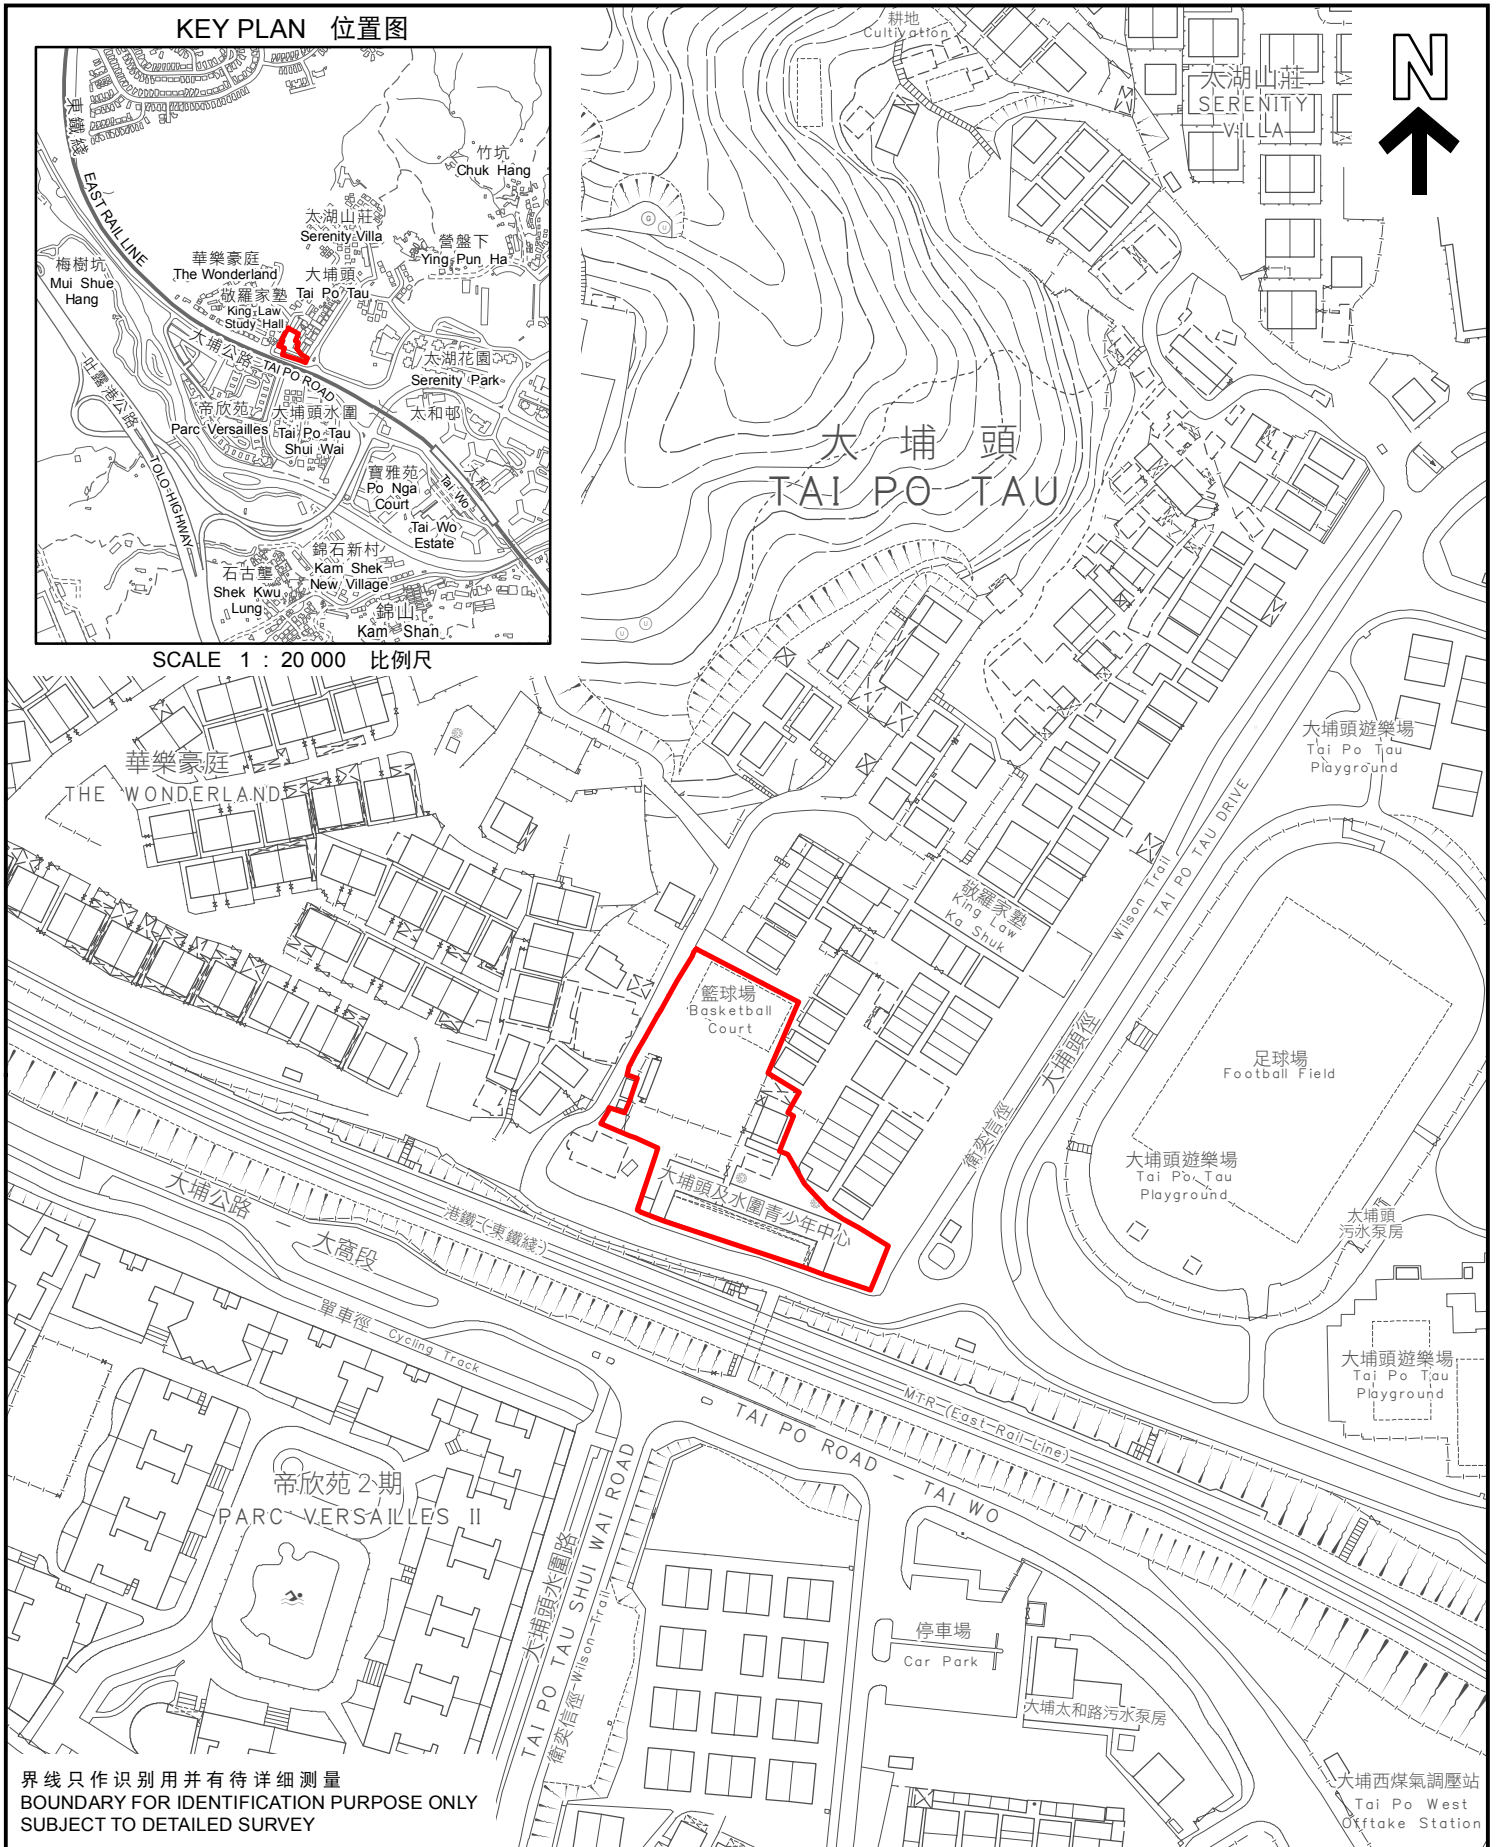 KEY PLAN 位置图
東鐵綫
EAST RAIL LINE
竹坑
Chuk Hang
太湖山莊
Serenity Villa
營盤下
Ying Pun Ha
華樂豪庭
The Wonderland
大埔頭
Tai Po Tau
梅樹坑
Mui Shue
Hang
敬羅家塾
King Law
Study Hall
大埔公路
TAI PO ROAD
吐露港公路
TOLO HIGHWAY
太湖花園
Serenity Park
帝欣苑
Parc Versailles
大埔頭水圍
Tai Po Tau
Shui Wai
太和邨
寶雅苑
Po Nga
Court
太和
Tai Wo
Tai Wo
Estate
錦石新村
Kam Shek
New Village
石古壟
Shek Kwu
Lung
錦山
Kam Shan
SCALE 1 : 20 000 比例尺
N
耕地
Cultivation
太湖山莊
SERENITY
VILLA
大埔頭
TAI PO TAU
華樂豪庭
THE WONDERLAND
大埔頭遊樂場
Tai Po Tau
Playground
敬羅家塾
King Law
Ka Shuk
Wilson Trail
TAI PO TAU DRIVE
籃球場
Basketball
Court
大埔頭徑
衞奕信徑
足球場
Football Field
大埔頭遊樂場
Tai Po Tau
Playground
大埔頭
污水泵房
大埔頭及水圍青少年中心
大埔公路
—
大窩段
港鐵(東鐵綫)
單車徑
Cycling Track
大埔頭遊樂場
Tai Po Tau
Playground
MTR (East Rail Line)
TAI PO ROAD – TAI WO
帝欣苑2期
PARC VERSAILLES II
大埔頭水圍路
TAI PO TAU SHUI WAI ROAD
衞奕信徑 Wilson Trail
停車場
Car Park
大埔太和路污水泵房
大埔西煤氣調壓站
Tai Po West
Offtake Station
界线只作识别用并有待详细测量
BOUNDARY FOR IDENTIFICATION PURPOSE ONLY
SUBJECT TO DETAILED SURVEY